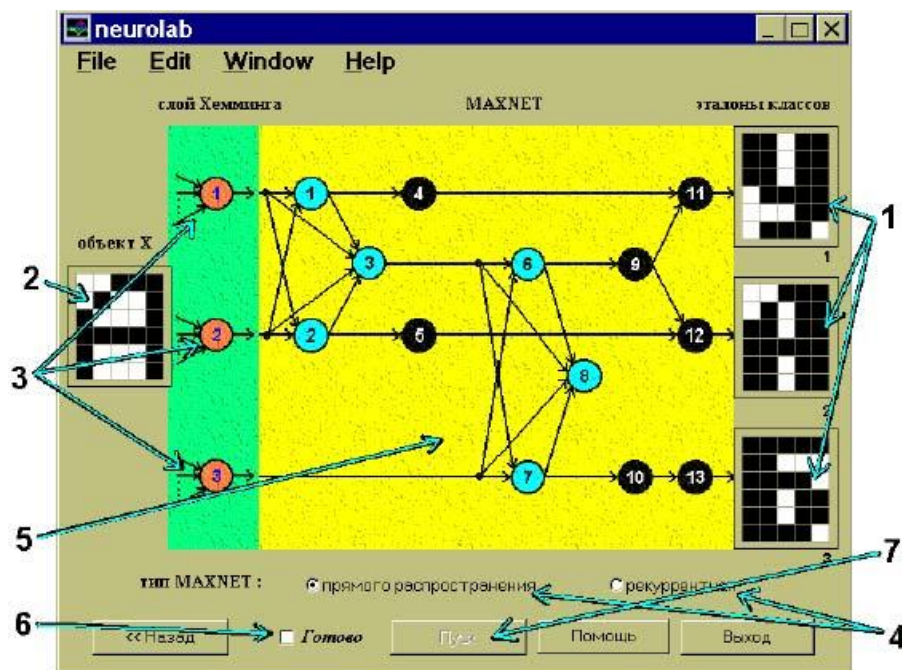 neurolab
File Edit Window Help
слой Хемминга MAXNET эталоны классов
1 1 4 11
объект X
1
2
3 6 9
1
2 2 5 12
3
8
2
3 7 10 13
5
3
7
тип MAXNET : прямого распространения
6
<< Назад Готово Пуск Помощь Выход
4